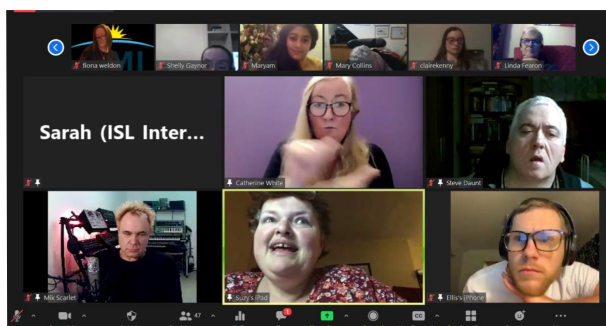 fiona weldon
Shelly Gaynor
Maryam
Mary Collins
clairekenny
Linda Fearon
Sarah (ISL Inter...
Catherine White
Steve Daunt
Mik Scarlet
Suzy's iPad
Ellis's iPhone
47
1
CC